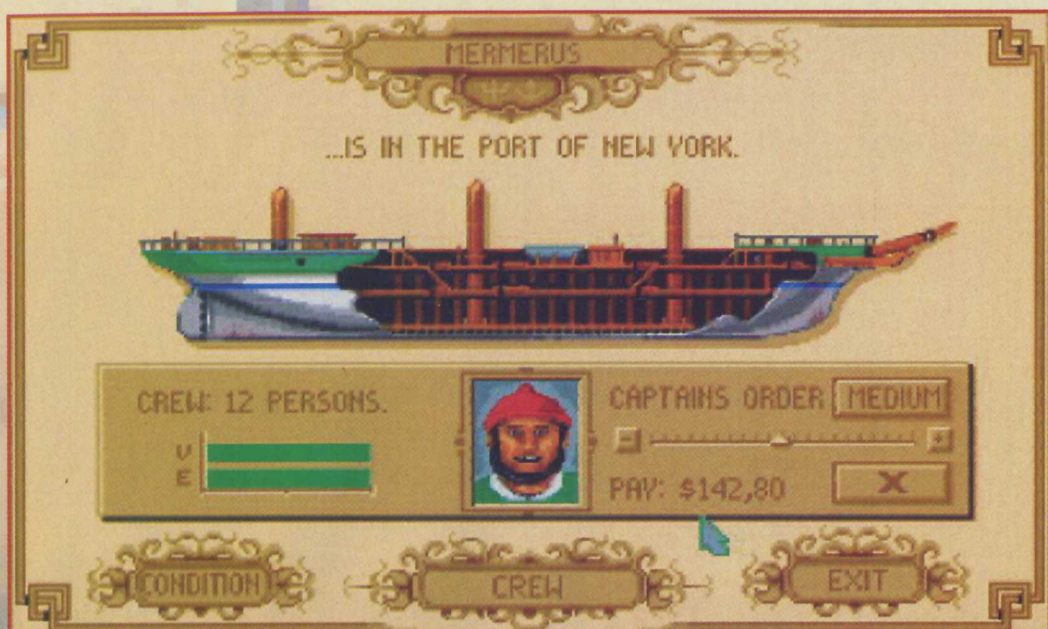 MERMERUS
...IS IN THE PORT OF NEW YORK.
CREW: 12 PERSONS.
V
E
CAPTAINS ORDER MEDIUM
- +
PAY: $142,80 X
CONDITION
CREW
EXIT